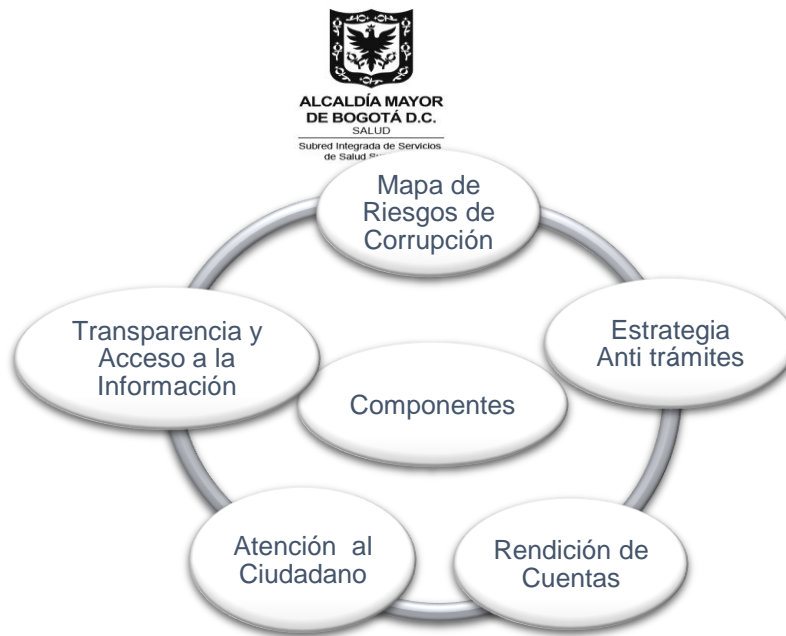 ALCALDÍA MAYOR
DE BOGOTÁ D.C.
SALUD
Subred Integrada de Servicios
de Salud
Mapa de
Riesgos de
Corrupción
Transparencia y
Acceso a la
Información
Estrategia
Anti trámites
Componentes
Atención al
Ciudadano
Rendición de
Cuentas